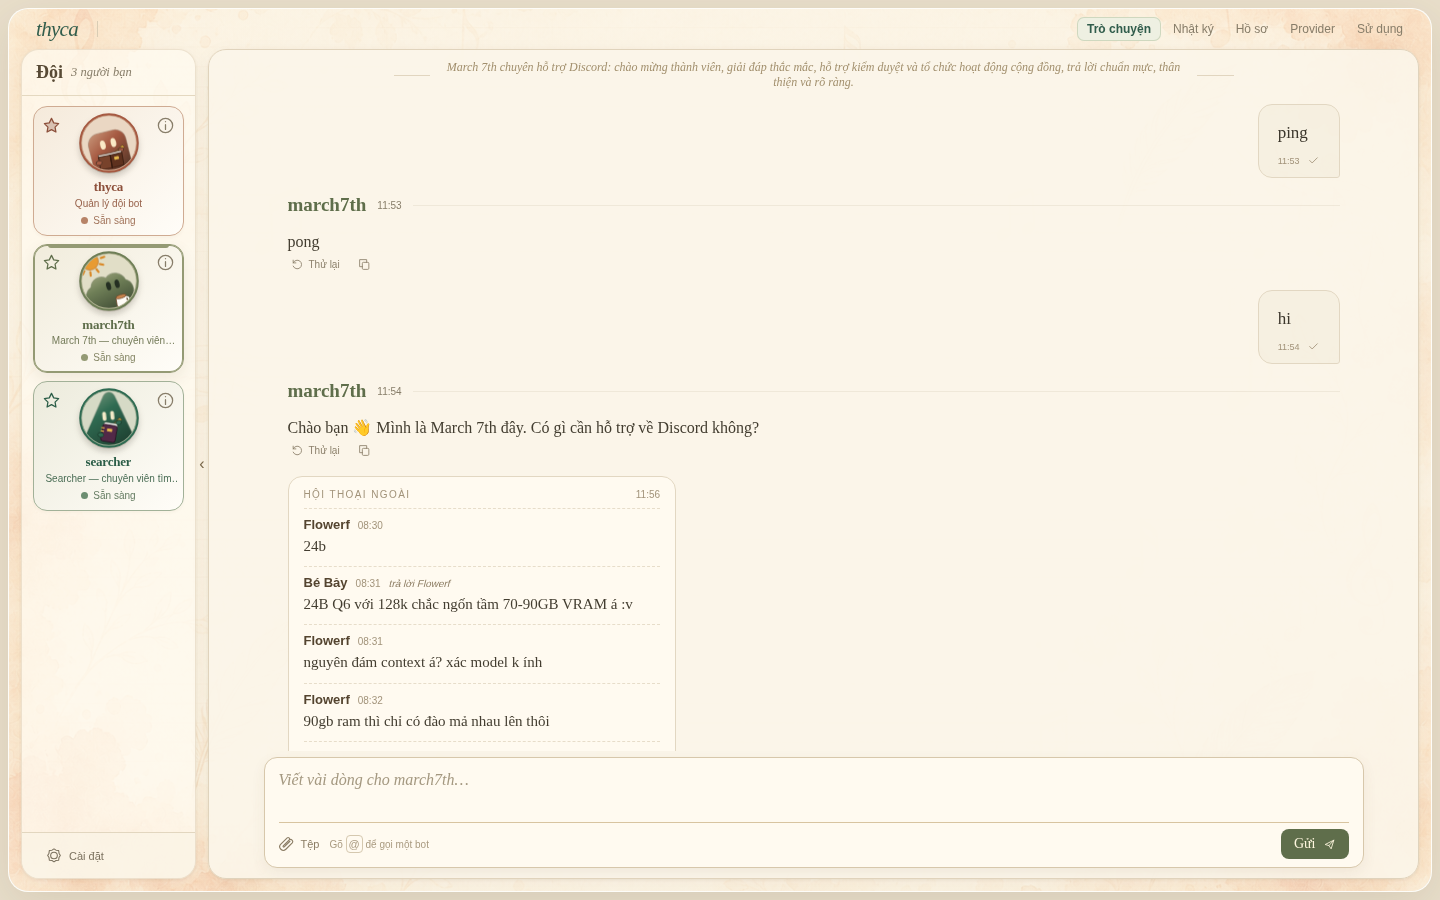 thyca
Trò chuyện
Nhật ký
Hồ sơ
Provider
Sử dụng
Đội
3 người bạn
thyca
Quản lý đội bot
Sẵn sàng
march7th
March 7th — chuyên viên…
Sẵn sàng
searcher
Searcher — chuyên viên tìm..
Sẵn sàng
Cài đặt
March 7th chuyên hỗ trợ Discord: chào mừng thành viên, giải đáp thắc mắc, hỗ trợ kiểm duyệt và tổ chức hoạt động cộng đồng, trả lời chuẩn mực, thân
thiện và rõ ràng.
ping
11:53
march7th 11:53
pong
Thử lại
hi
11:54
march7th 11:54
Chào bạn 👋 Mình là March 7th đây. Có gì cần hỗ trợ về Discord không?
Thử lại
HỘI THOẠI NGOÀI 11:56
Flowerf 08:30
24b
Bé Bảy 08:31 trả lời Flowerf
24B Q6 với 128k chắc ngốn tầm 70-90GB VRAM á :v
Flowerf 08:31
nguyên đám context á? xác model k ính
Flowerf 08:32
90gb ram thì chỉ có đào mả nhau lên thôi
Viết vài dòng cho march7th…
Tệp
Gõ @ để gọi một bot
Gửi